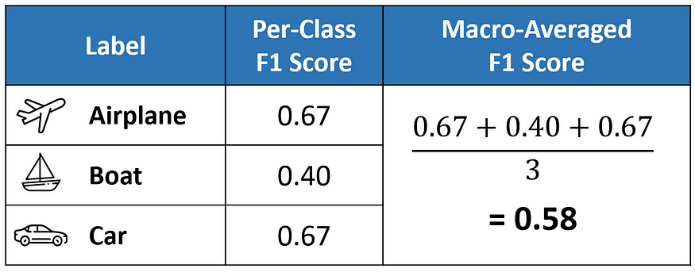 Label
Per-Class
F1 Score
Macro-Averaged
F1 Score
Airplane
0.67
Boat
0.40
Car
0.67
0.67 + 0.40 + 0.67
3
= 0.58